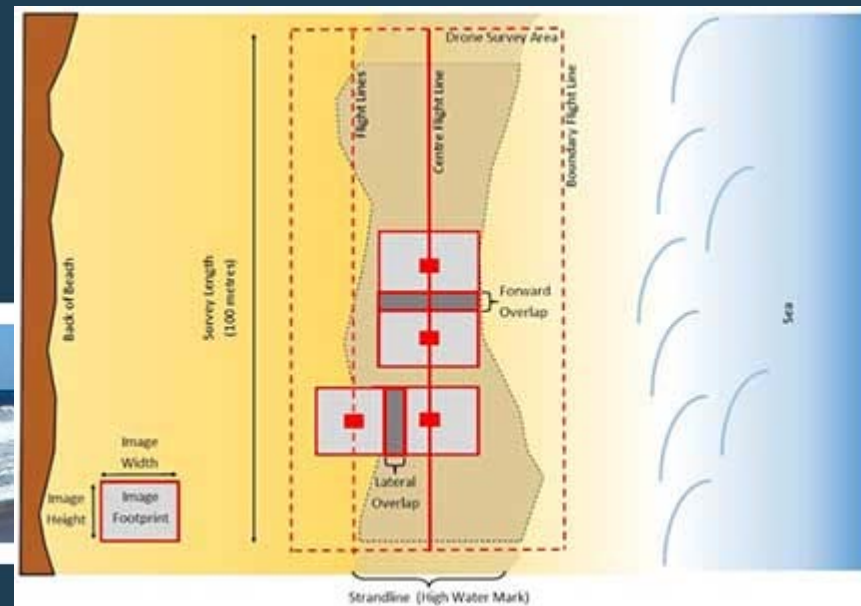 Drone Survey Area
Flight Lines
Centre Flight Line
Boundary Flight Line
Back of Beach
Survey Length
(100 metres)
Forward
Overlap
Sea
Image
Width
Image
Height
Image
Footprint
Lateral
Overlap
Strandline (High Water Mark)